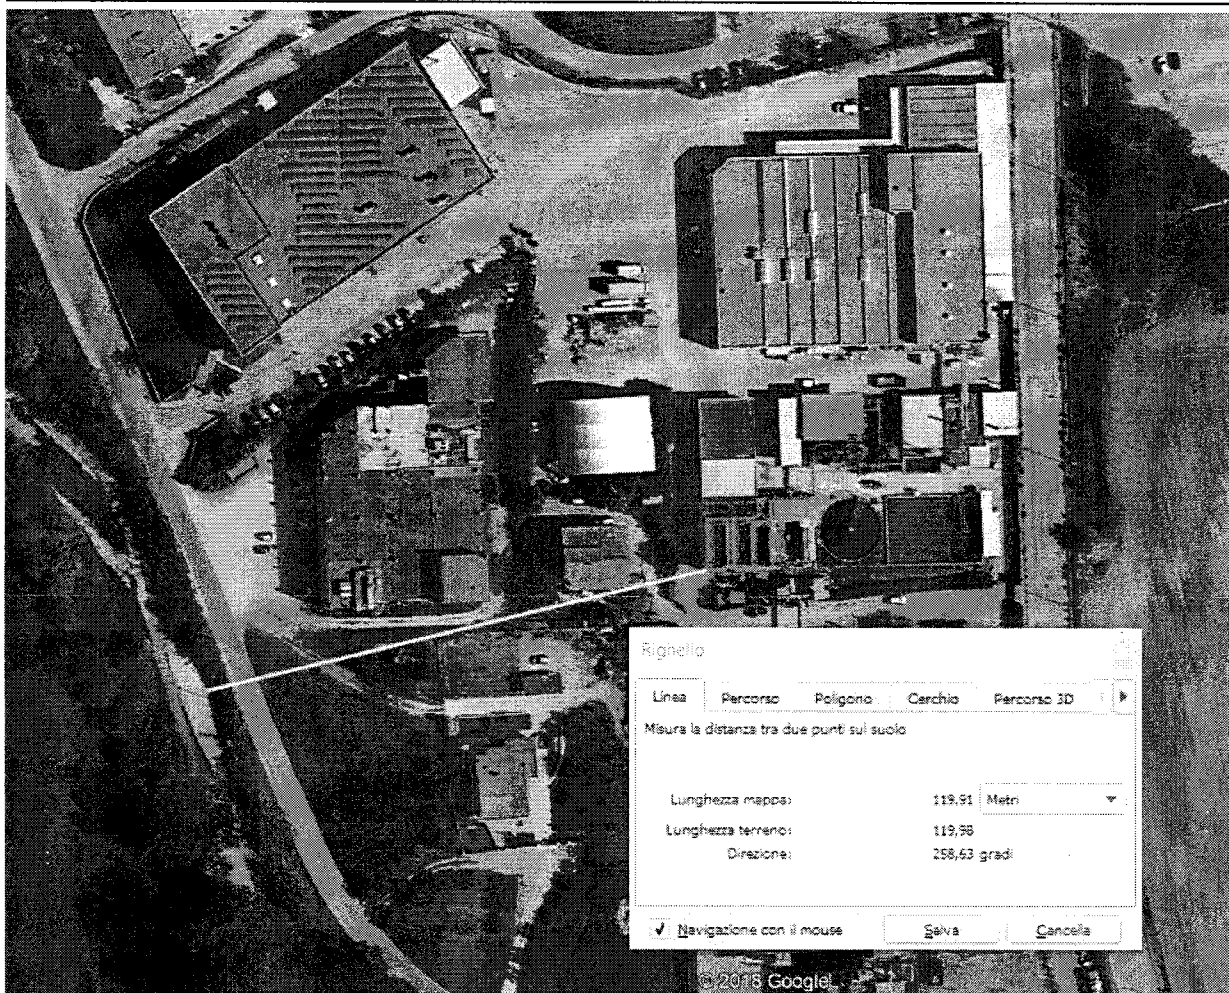 Righello
Linea Percorso Poligono Cerchio Percorso 3D
Misura la distanza tra due punti sul suolo
Lunghezza mappa: 119,91 Metri
Lunghezza terreno: 119,98
Direzione: 258,63 gradi
Navigazione con il mouse Salva Cancella
© 2018 Google